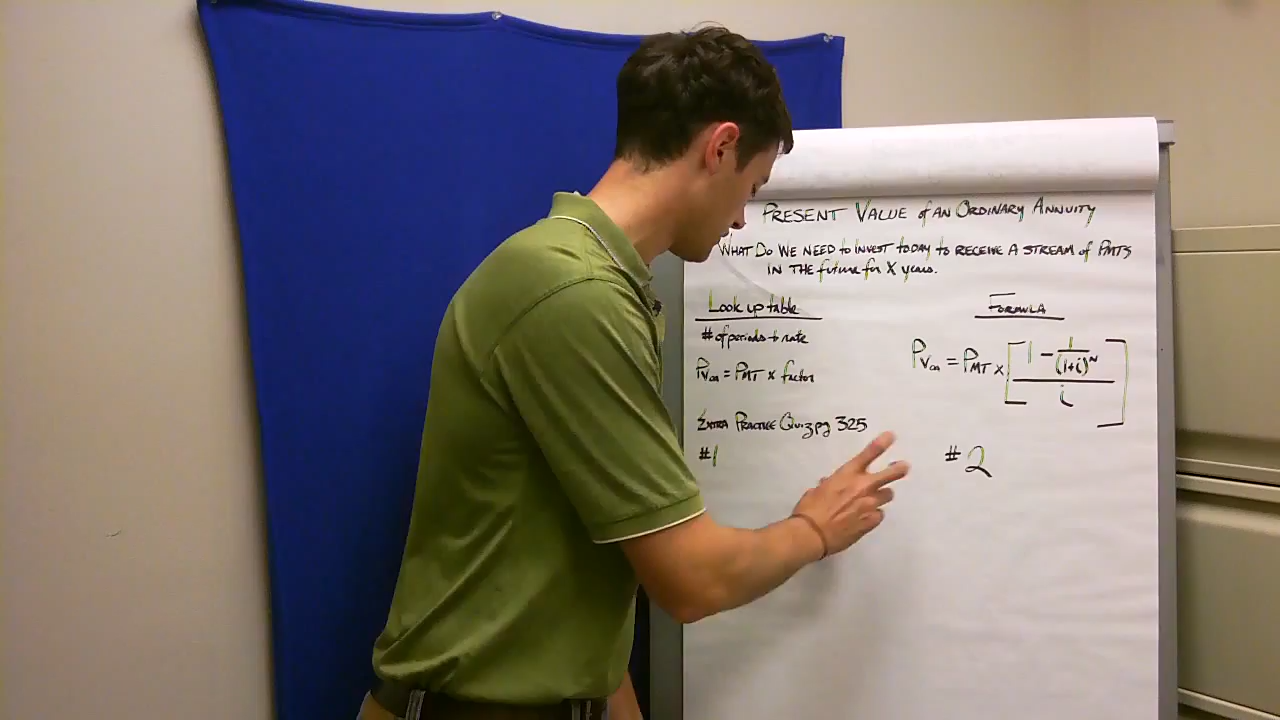 PRESENT VALUE of AN ORDINARY ANNUITY
WHAT DO WE NEED to INVEST today to RECEIVE A STREAM of PMTS
IN THE future for X years.
Look up table
# of periods + rate
PVoa = PMT x factor
EXTRA PRACTICE Quiz pg 325
#1
FORMULA
PVoa = PMT x [1 - 1/(1+i)^N / i]
#2